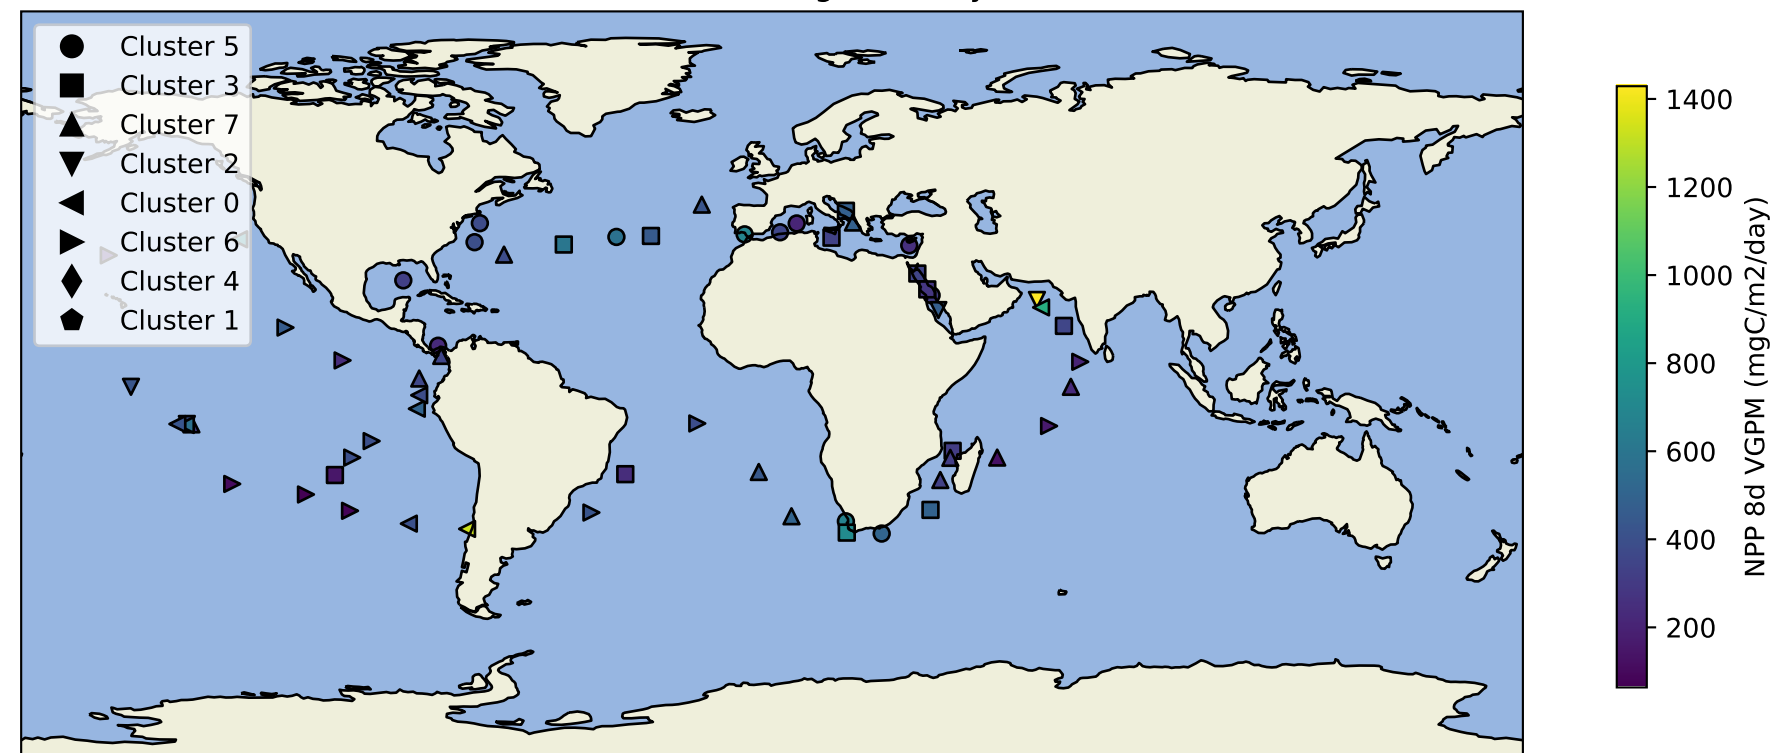 Cluster 5
Cluster 3
Cluster 7
Cluster 2
Cluster 0
Cluster 6
Cluster 4
Cluster 1
1400
1200
1000
800
600
400
200
NPP 8d VGPM (mgC/m2/day)